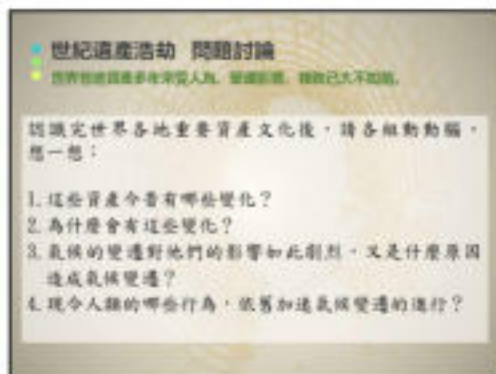 世紀遺產浩劫 問題討論
認識完世界各地重要資產文化後，請各組動動腦，
想一想：
1. 這些資產今昔有哪些變化？
2. 為什麼會有這些變化？
3. 氣候的變遷對他們的影響如此劇烈，又是什麼原因
造成氣候變遷？
4. 現今人類的哪些行為，依舊加速氣候變遷的進行？